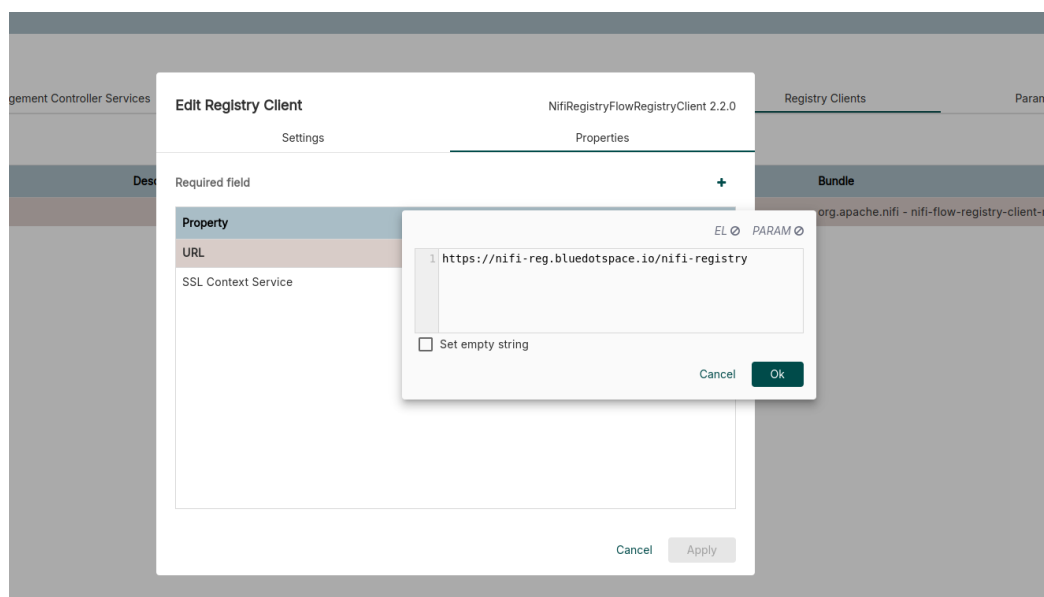 gement Controller Services
Registry Clients
Param
Edit Registry Client
NifiRegistryFlowRegistryClient 2.2.0
Settings
Properties
Required field
Desc
Bundle
org.apache.nifi - nifi-flow-registry-client-n
Property
EL
PARAM
URL
1 https://nifi-reg.bluedotspace.io/nifi-registry
SSL Context Service
Set empty string
Cancel
Ok
Cancel
Apply